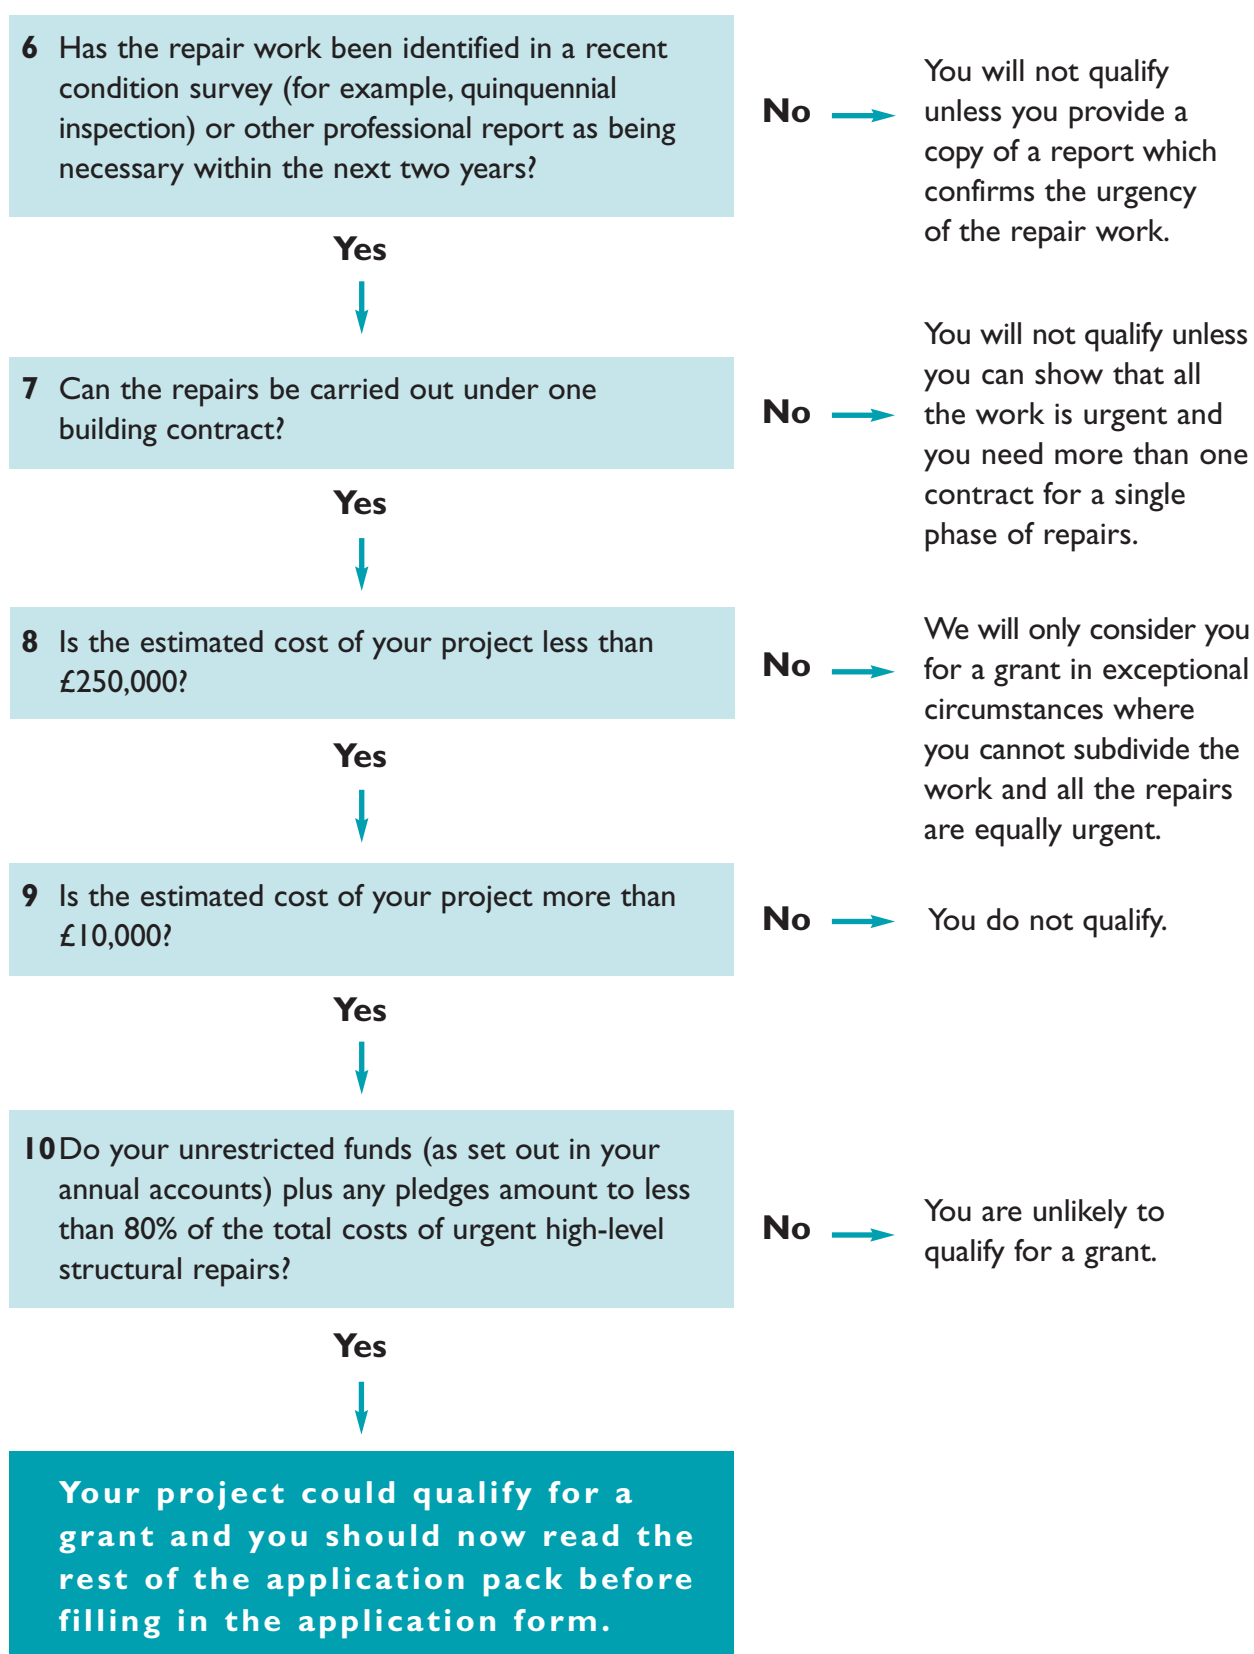 6 Has the repair work been identified in a recent
condition survey (for example, quinquennial
inspection) or other professional report as being
necessary within the next two years?
No
You will not qualify
unless you provide a
copy of a report which
confirms the urgency
of the repair work.
Yes
7 Can the repairs be carried out under one
building contract?
No
You will not qualify unless
you can show that all
the work is urgent and
you need more than one
contract for a single
phase of repairs.
Yes
8 Is the estimated cost of your project less than
£250,000?
No
We will only consider you
for a grant in exceptional
circumstances where
you cannot subdivide the
work and all the repairs
are equally urgent.
Yes
9 Is the estimated cost of your project more than
£10,000?
No
You do not qualify.
Yes
10 Do your unrestricted funds (as set out in your
annual accounts) plus any pledges amount to less
than 80% of the total costs of urgent high-level
structural repairs?
No
You are unlikely to
qualify for a grant.
Yes
Your project could qualify for a
grant and you should now read the
rest of the application pack before
filling in the application form.